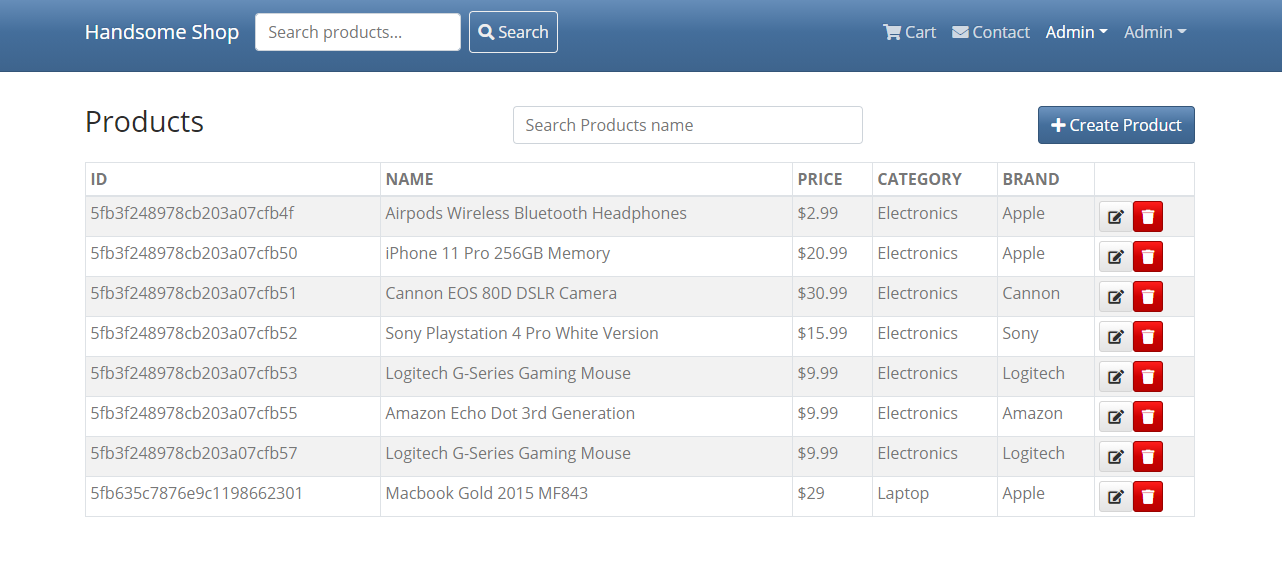 Handsome Shop Search products... Search Cart Contact Admin Admin
Products Search Products name Create Product
ID NAME PRICE CATEGORY BRAND
5fb3f248978cb203a07cfb4f Airpods Wireless Bluetooth Headphones $2.99 Electronics Apple
5fb3f248978cb203a07cfb50 iPhone 11 Pro 256GB Memory $20.99 Electronics Apple
5fb3f248978cb203a07cfb51 Cannon EOS 80D DSLR Camera $30.99 Electronics Cannon
5fb3f248978cb203a07cfb52 Sony Playstation 4 Pro White Version $15.99 Electronics Sony
5fb3f248978cb203a07cfb53 Logitech G-Series Gaming Mouse $9.99 Electronics Logitech
5fb3f248978cb203a07cfb55 Amazon Echo Dot 3rd Generation $9.99 Electronics Amazon
5fb3f248978cb203a07cfb57 Logitech G-Series Gaming Mouse $9.99 Electronics Logitech
5fb635c7876e9c1198662301 Macbook Gold 2015 MF843 $29 Laptop Apple